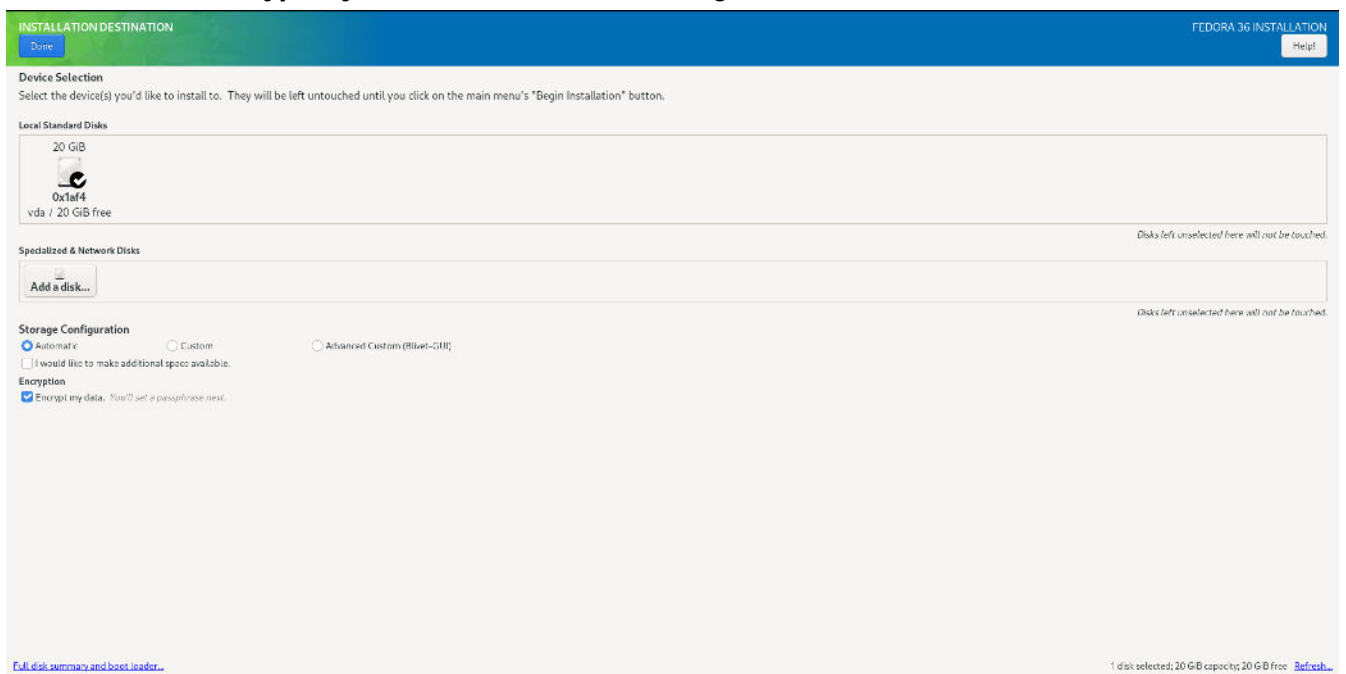 INSTALLATION DESTINATION
FEDORA 36 INSTALLATION
Done
Help!
Device Selection
Select the device(s) you'd like to install to. They will be left untouched until you click on the main menu's "Begin Installation" button.
Local Standard Disks
20 GiB
0x1af4
vda / 20 GiB free
Disks left unselected here will not be touched.
Specialized & Network Disks
Add a disk...
Disks left unselected here will not be touched.
Storage Configuration
Automatic Custom Advanced Custom (Blivet-GUI)
I would like to make additional space available.
Encryption
Encrypt my data. You'll set a passphrase next.
Full disk summary and boot loader...
1 disk selected; 20 GiB capacity; 20 GiB free Refresh...